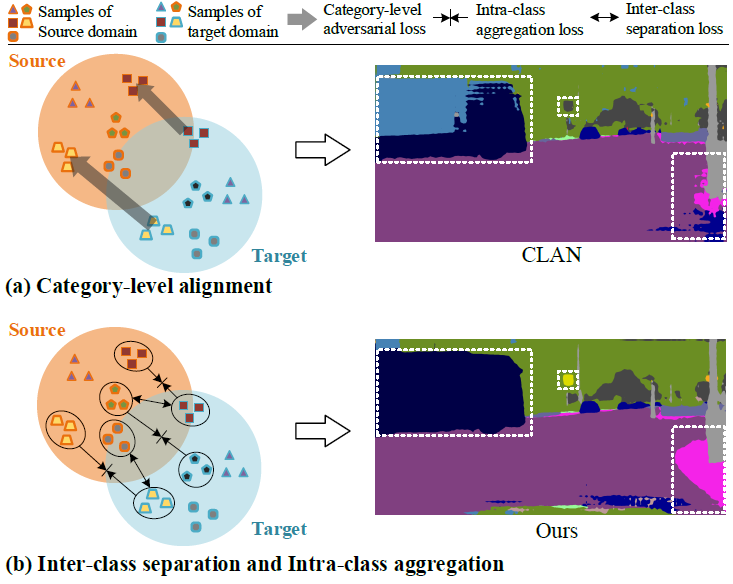 Samples of Source domain
Samples of target domain
Category-level adversarial loss
Intra-class aggregation loss
Inter-class separation loss
Source
Target
CLAN
(a) Category-level alignment
Source
Target
Ours
(b) Inter-class separation and Intra-class aggregation